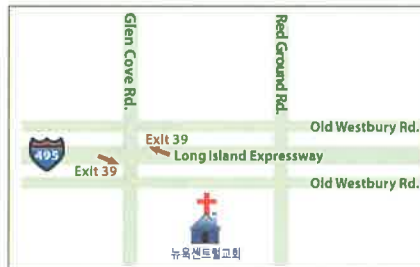 Glen Cove Rd.
Red Ground Rd.
Old Westbury Rd.
Exit 39
495
Long Island Expressway
Exit 39
Old Westbury Rd.
뉴욕센트럴교회